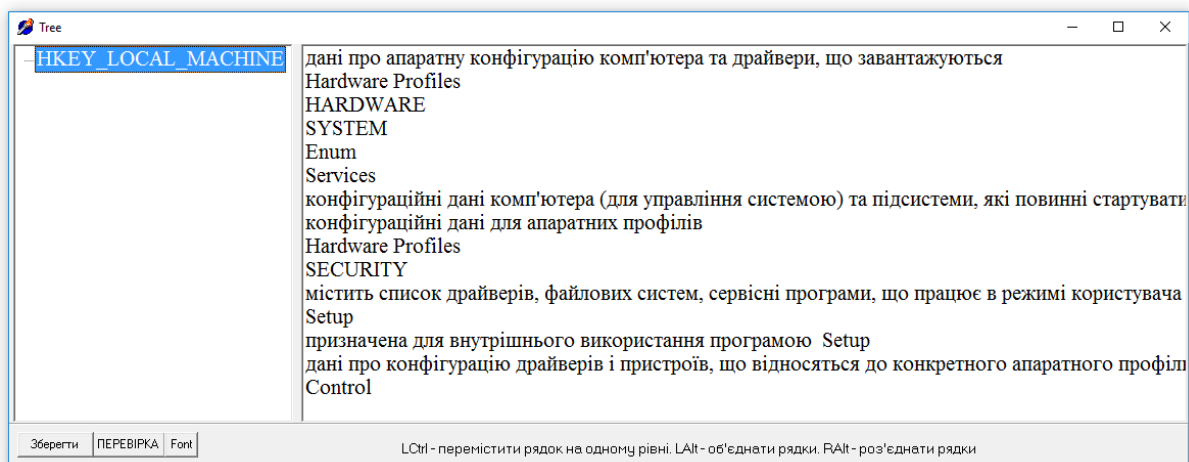 Tree
HKEY_LOCAL_MACHINE
дані про апаратну конфігурацію комп'ютера та драйвери, що завантажуються
Hardware Profiles
HARDWARE
SYSTEM
Enum
Services
конфігураційні дані комп'ютера (для управління системою) та підсистеми, які повинні стартувати
конфігураційні дані для апаратних профілів
Hardware Profiles
SECURITY
містить список драйверів, файлових систем, сервісні програми, що працює в режимі користувача
Setup
призначена для внутрішнього використання програмою  Setup
дані про конфігурацію драйверів і пристроїв, що відносяться до конкретного апаратного
Control
Зберегти ПЕРЕВІРКА Font
LCtrl - перемістити рядок на одному рівні. LAlt - об'єднати рядки. RAlt - роз'єднати рядки